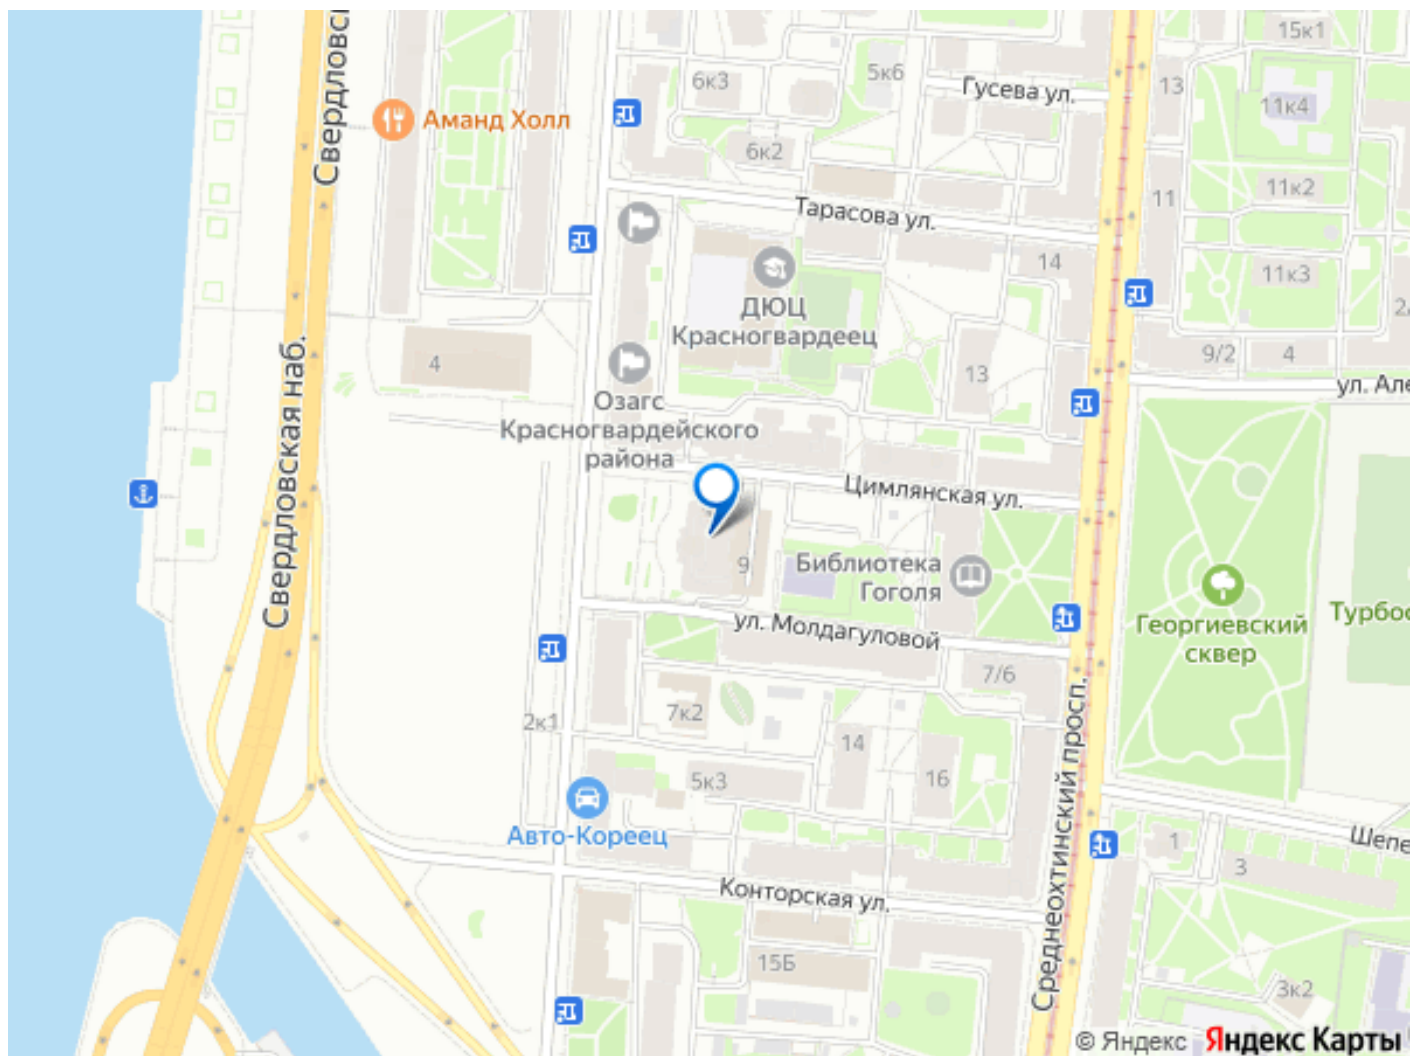 Свердловс
15к1
6к3
5к6
Гусева ул.
13
11к4
Аманд Холл
6к2
11
11к2
Тарасова ул.
14
11к3
ДЮЦ
Красногвардеец
2/
4
9/2
4
13
ул. Але
Свердловская наб.
Озагс
Красногвардейского
района
Цимлянская ул.
9
Библиотека
Гоголя
Георгиевский
сквер
Турбос
ул. Молдагуловой
7/6
7к2
2к1
14
16
5к3
Среднеохтинский просп.
Авто-Кореец
1
Шепе
3
Конторская ул.
15Б
3к2
© Яндекс Яндекс Карты